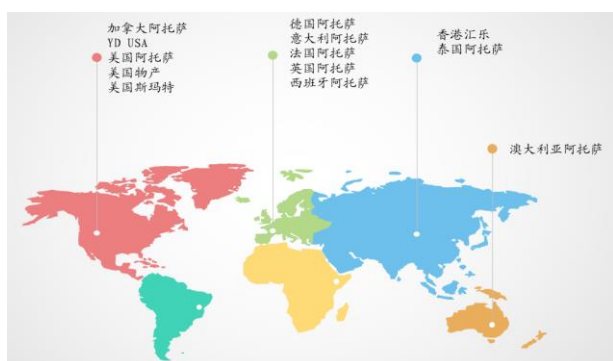 加拿大阿托萨
YD USA
美国阿托萨
美国物产
美国斯玛特
德国阿托萨
意大利阿托萨
法国阿托萨
英国阿托萨
西班牙阿托萨
香港汇乐
泰国阿托萨
澳大利亚阿托萨